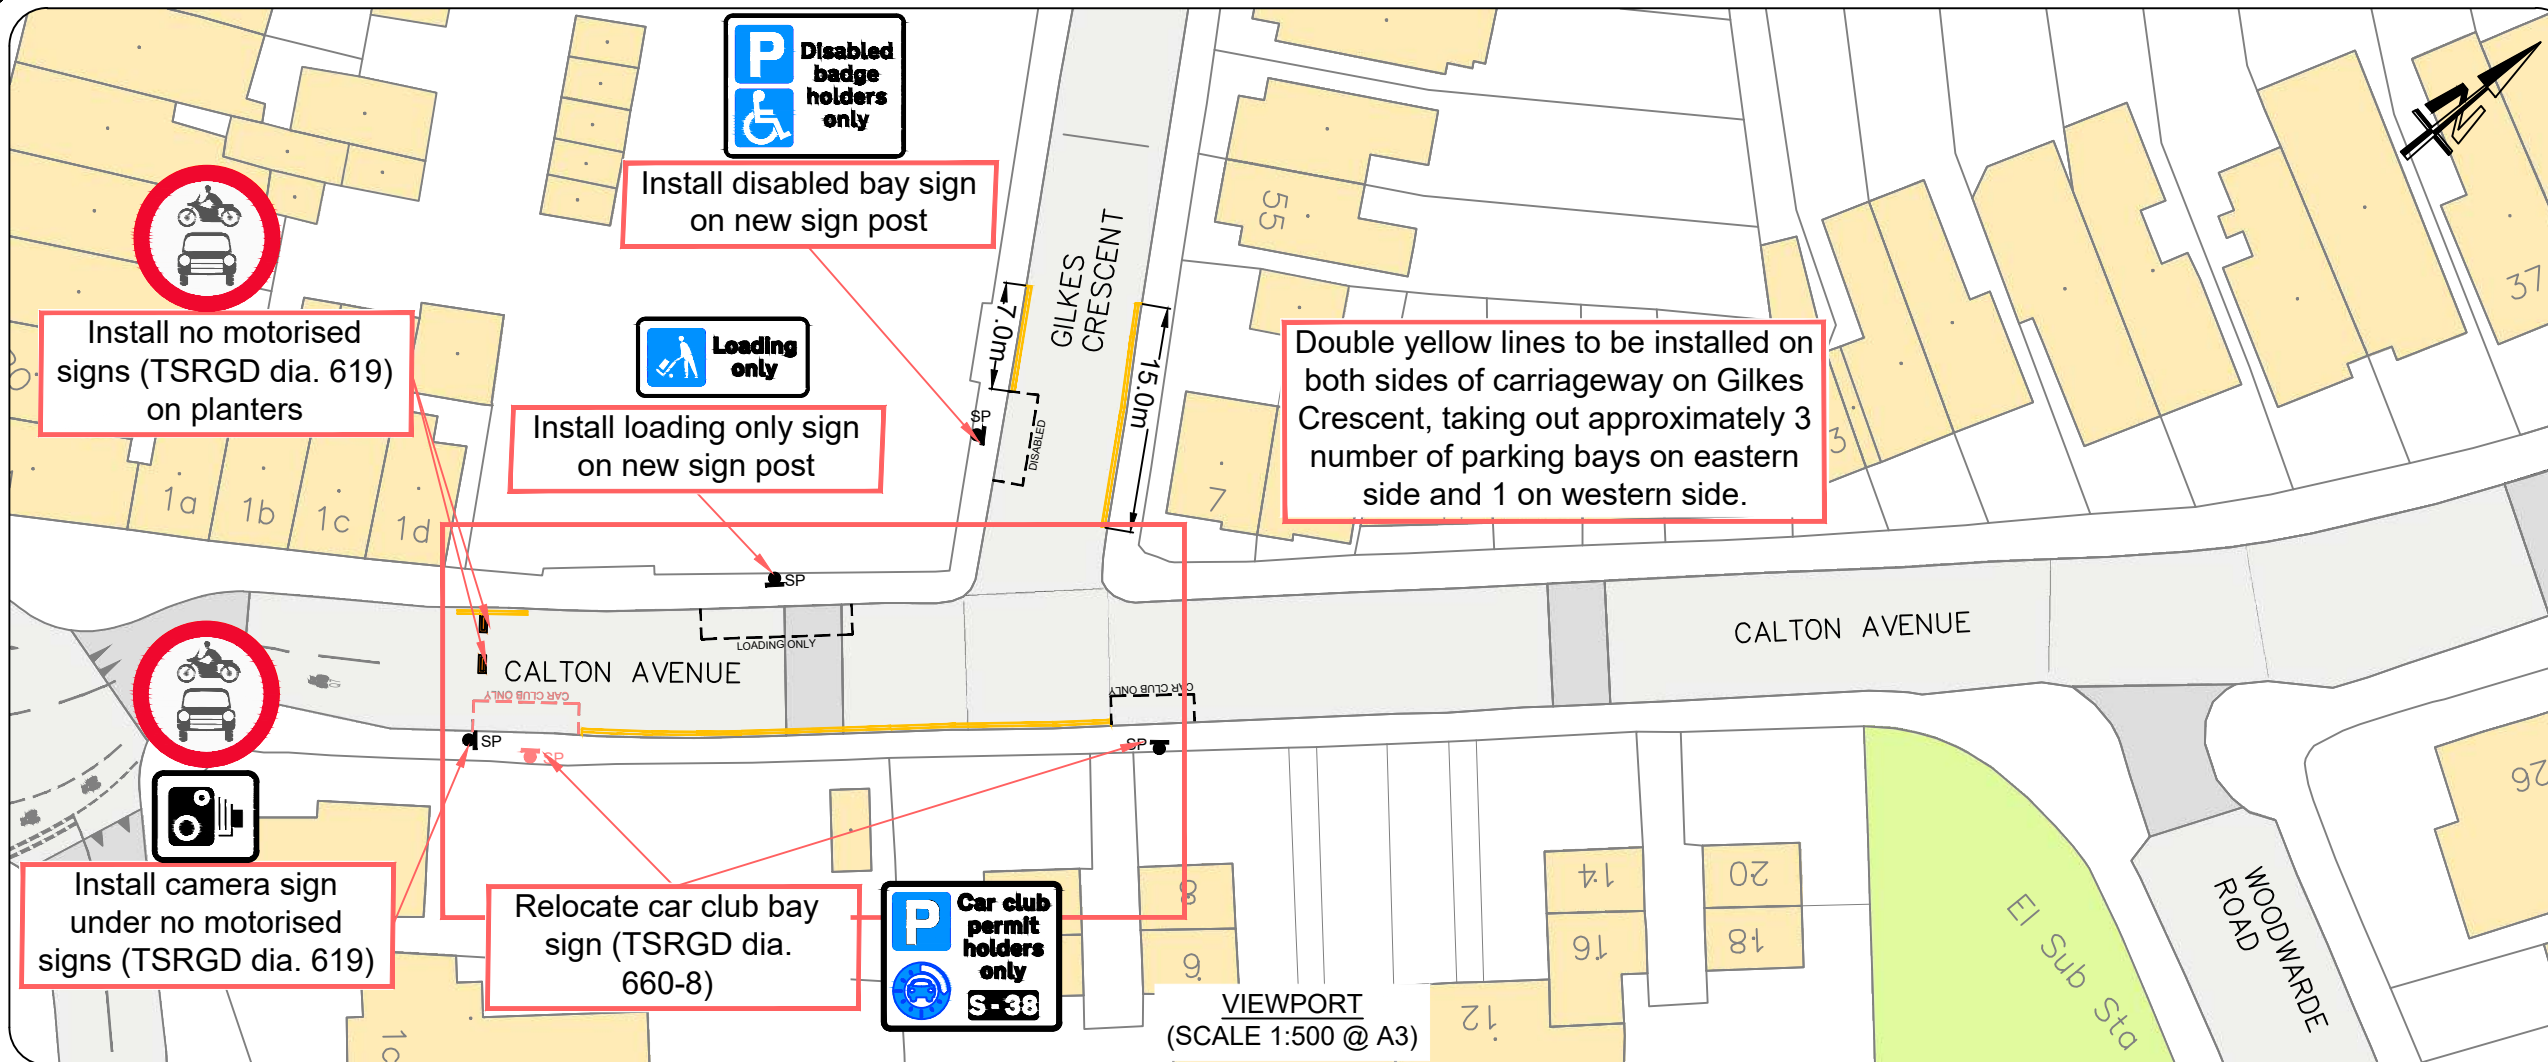 Disabled
badge
holders
only
Install disabled bay sign
on new sign post
Install no motorised
signs (TSRGD dia. 619)
on planters
Loading
only
Install loading only sign
on new sign post
7.0m
GILKES
CRESCENT
15.0m
SP
DISABLED
Double yellow lines to be installed on
both sides of carriageway on Gilkes
Crescent, taking out approximately 3
number of parking bays on eastern
side and 1 on western side.
N
55
37
3
7
1a
1b
1c
1d
SP
LOADING ONLY
CALTON AVENUE
CALTON AVENUE
CAR CLUB ONLY
CAR CLUB ONLY
SP
SP
SP
Install camera sign
under no motorised
signs (TSRGD dia. 619)
Relocate car club bay
sign (TSRGD dia.
660-8)
P
Car club
permit
holders
only
S-38
8
6
14
16
20
18
12
26
El Sub Sta
WOODWARDE
ROAD
1c
VIEWPORT
(SCALE 1:500 @ A3)
P